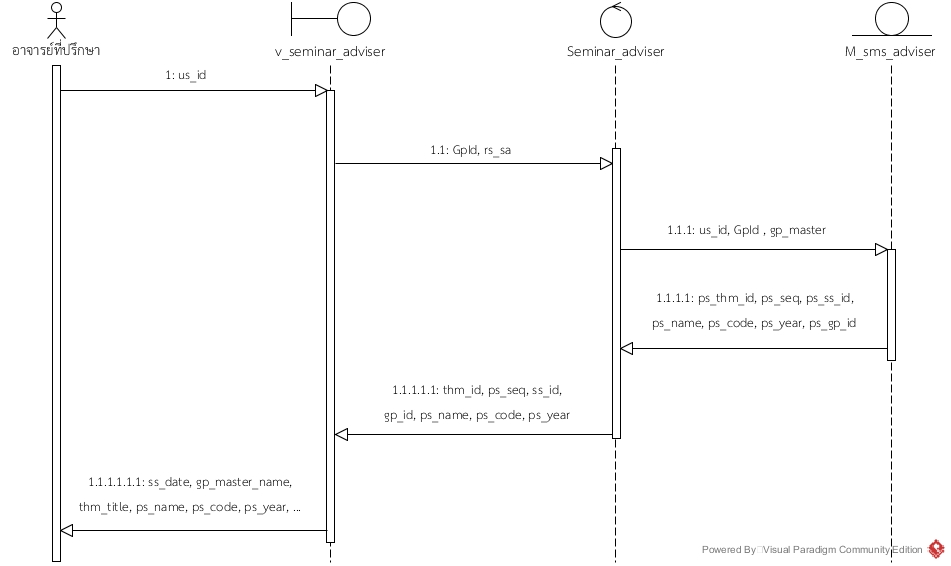 อาจารย์ที่ปรึกษา
v_seminar_adviser
Seminar_adviser
M_sms_adviser
1: us_id
1.1: GpId, rs_sa
1.1.1: us_id, GpId , gp_master
1.1.1.1: ps_thm_id, ps_seq, ps_ss_id,
ps_name, ps_code, ps_year, ps_gp_id
1.1.1.1.1: thm_id, ps_seq, ss_id,
gp_id, ps_name, ps_code, ps_year
1.1.1.1.1.1: ss_date, gp_master_name,
thm_title, ps_name, ps_code, ps_year, ...
Powered By Visual Paradigm Community Edition